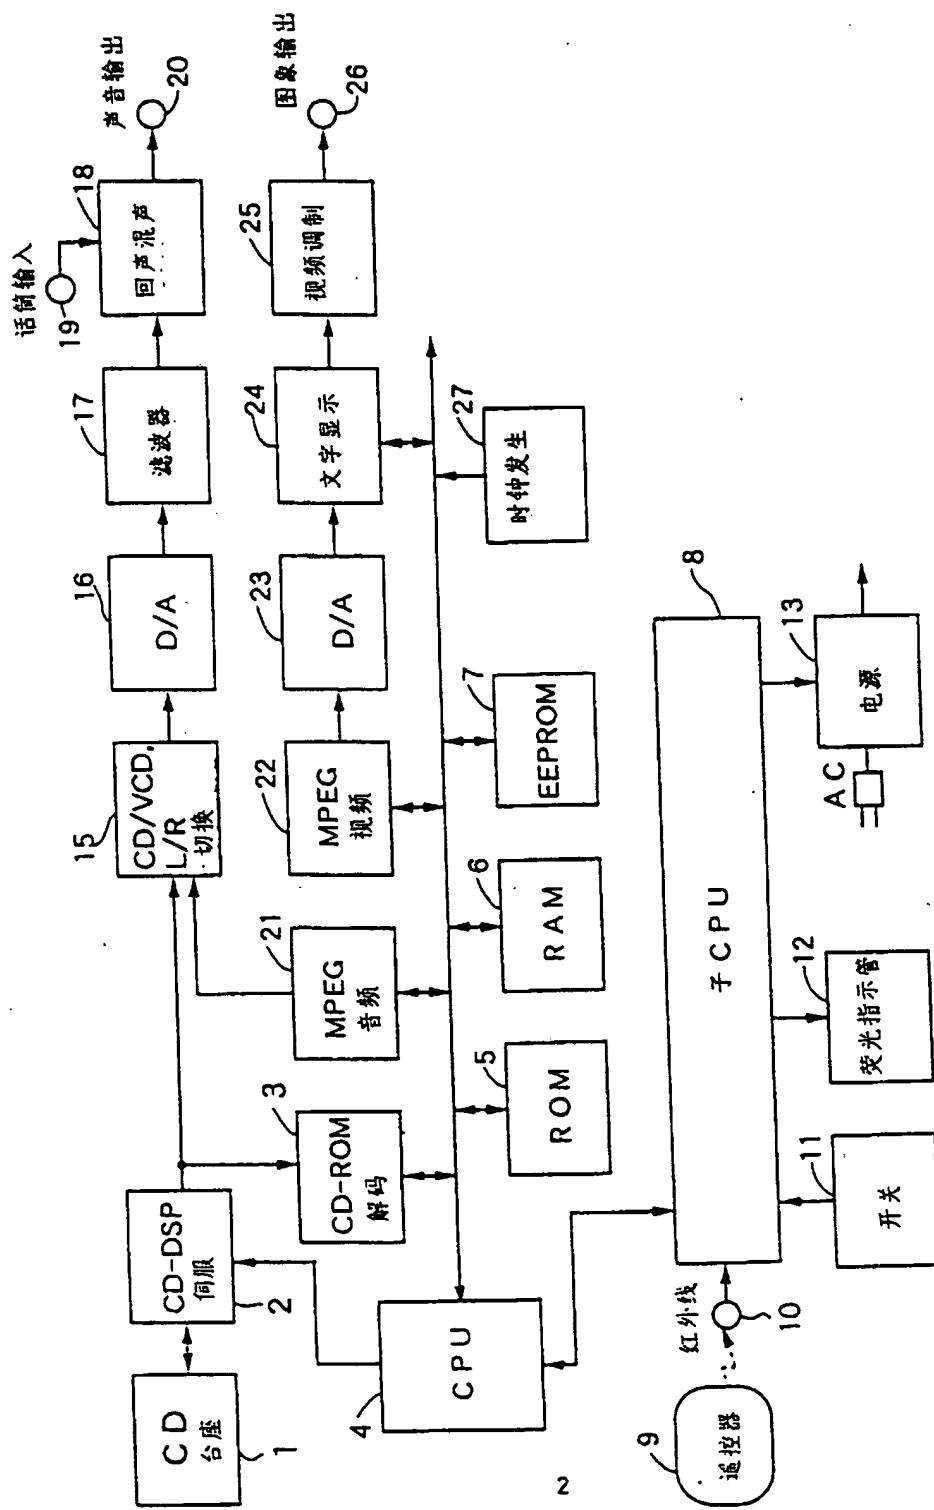 话筒输入
19
18
回声混声
声音输出
20
17
滤波器
16
D/A
15
CD/VCD,
L/R
切换
图象输出
26
25
视频调制
24
文字显示
23
D/A
22
MPEG
视频
21
MPEG
音频
3
CD-ROM
解码
CD-DSP
伺服
2
CD
台座
1
4
CPU
5
ROM
6
RAM
7
EEPROM
27
时钟发生
8
子CPU
9
遥控器
红外线
10
11
开关
12
荧光指示管
13
电源
AC
2